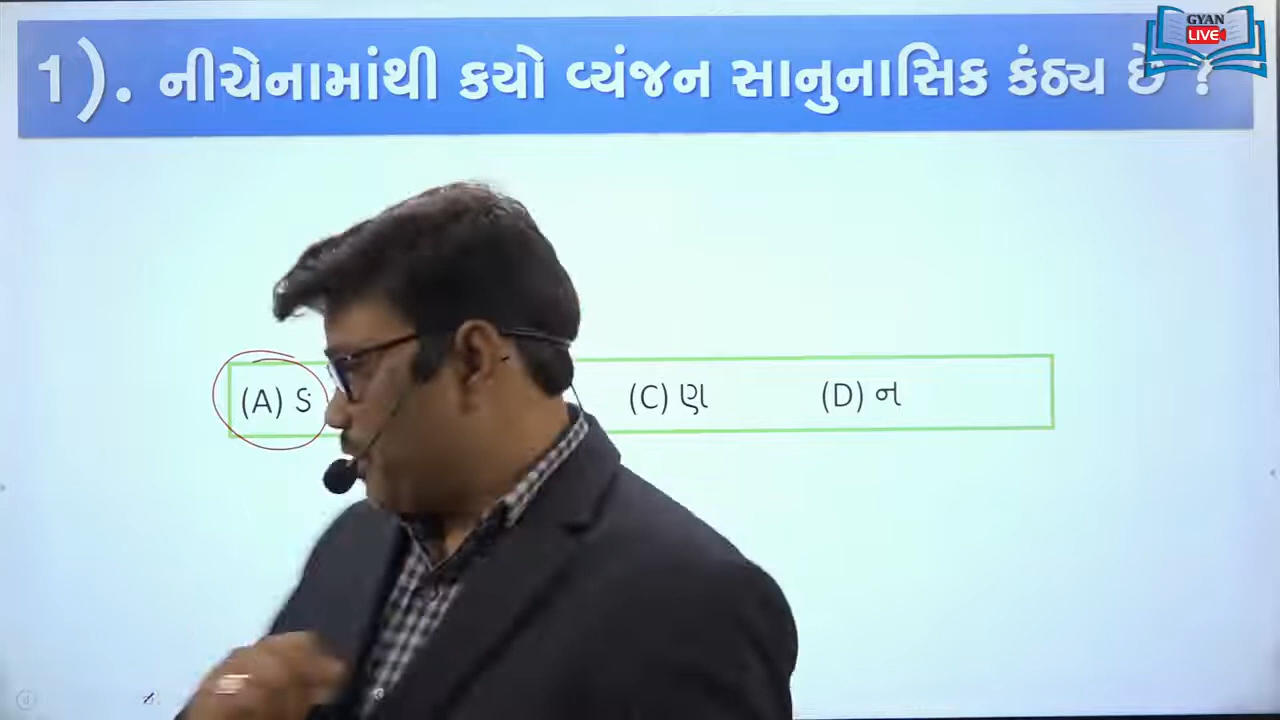 GYAN
LIVE
1). નીચેનામાંથી કયો વ્યંજન સાનુનાસિક કંઠ્ય છે ?
(A) ડ (C) ણ (D) ન